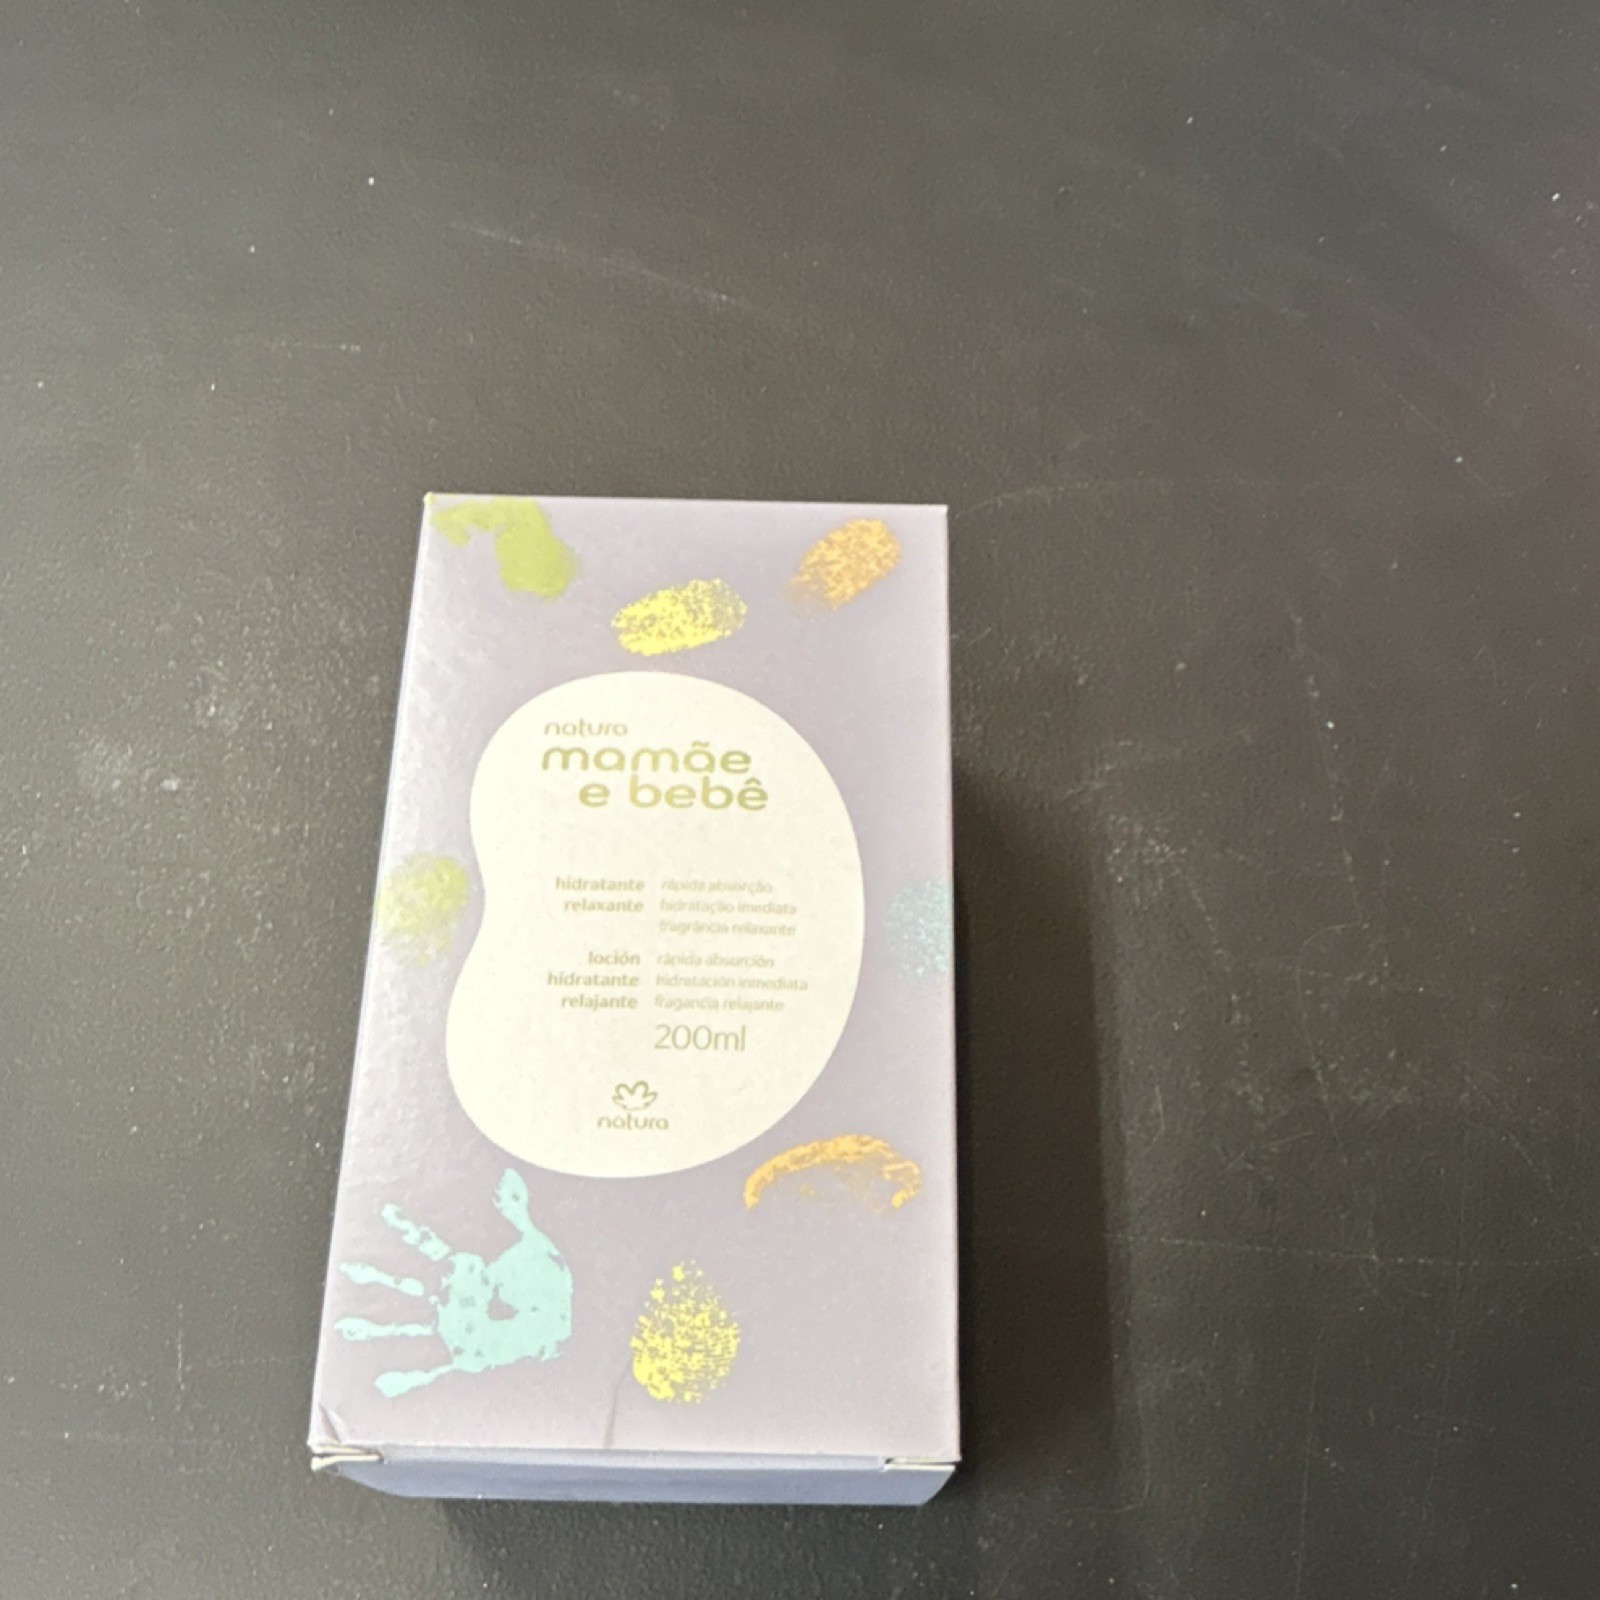 natura
mamãe
e bebê
hidratante rápida absorção
relaxante hidratação imediata
fragrância relaxante
loción rápida absorción
hidratante hidratación inmediata
relajante fragancia relajante
200ml
natura